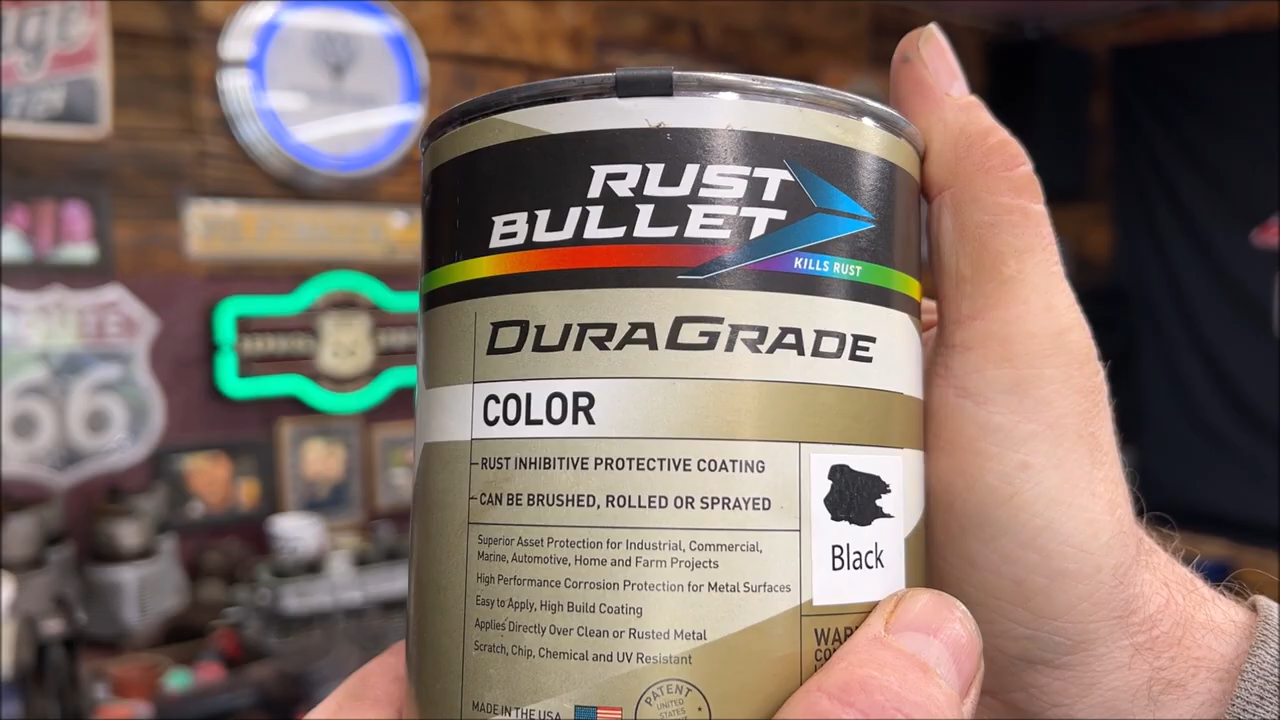 RUST
BULLET
KILLS RUST
DURAGRADE
COLOR
RUST INHIBITIVE PROTECTIVE COATING
CAN BE BRUSHED, ROLLED OR SPRAYED
Superior Asset Protection for Industrial, Commercial,
Marine, Automotive, Home and Farm Projects
High Performance Corrosion Protection for Metal Surfaces
Easy to Apply, High Build Coating
Applies Directly Over Clean or Rusted Metal
Scratch, Chip, Chemical and UV Resistant
Black
MADE IN THE USA
PATENT
UNITED
STATES
ROUTE
66